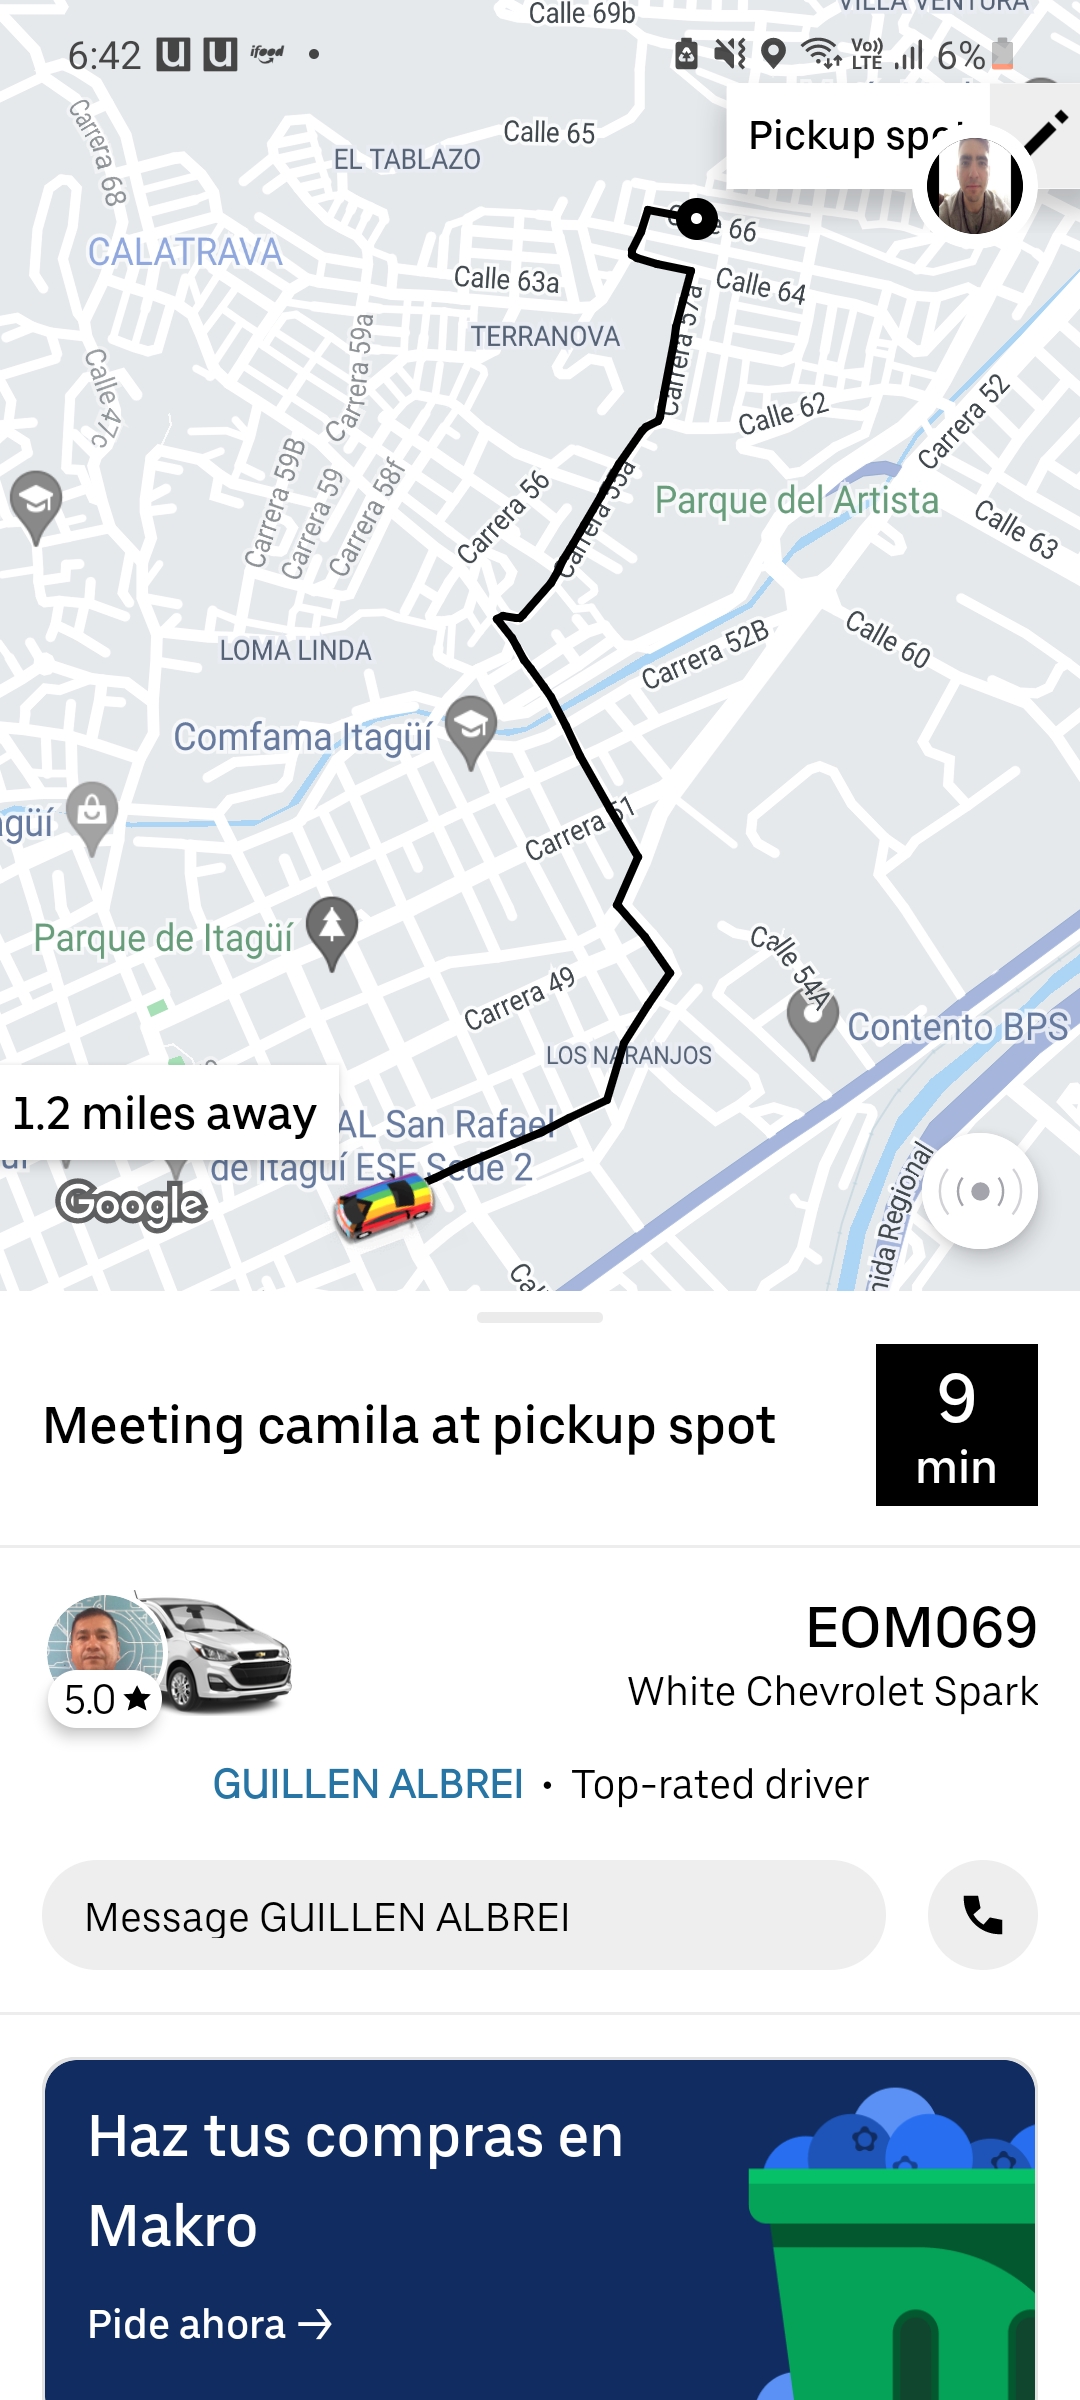 Calle 69b
VILLA VENTURA
6:42
ifood
Vo))
LTE
6%
Carrera 68
Calle 65
EL TABLAZO
Pickup spot
CALATRAVA
66
Calle 63a
Calle 64
TERRANOVA
Carrera 59a
Carrera 57a
Calle 47c
Calle 62
Carrera 52
Carrera 59B
Carrera 59
Carrera 58f
Carrera 56
Carrera 55a
Parque del Artista
Calle 63
LOMA LINDA
Carrera 52B
Calle 60
Comfama Itagüí
agüí
Carrera 51
Parque de Itagüí
Calle 54A
Carrera 49
Contento BPS
LOS NARANJOS
1.2 miles away
AL San Rafael
de Itaguí ESE Sede 2
Google
nida Regional
Meeting camila at pickup spot
9
min
EOM069
White Chevrolet Spark
5.0 ★
GUILLEN ALBREI • Top-rated driver
Message GUILLEN ALBREI
Haz tus compras en
Makro
Pide ahora →